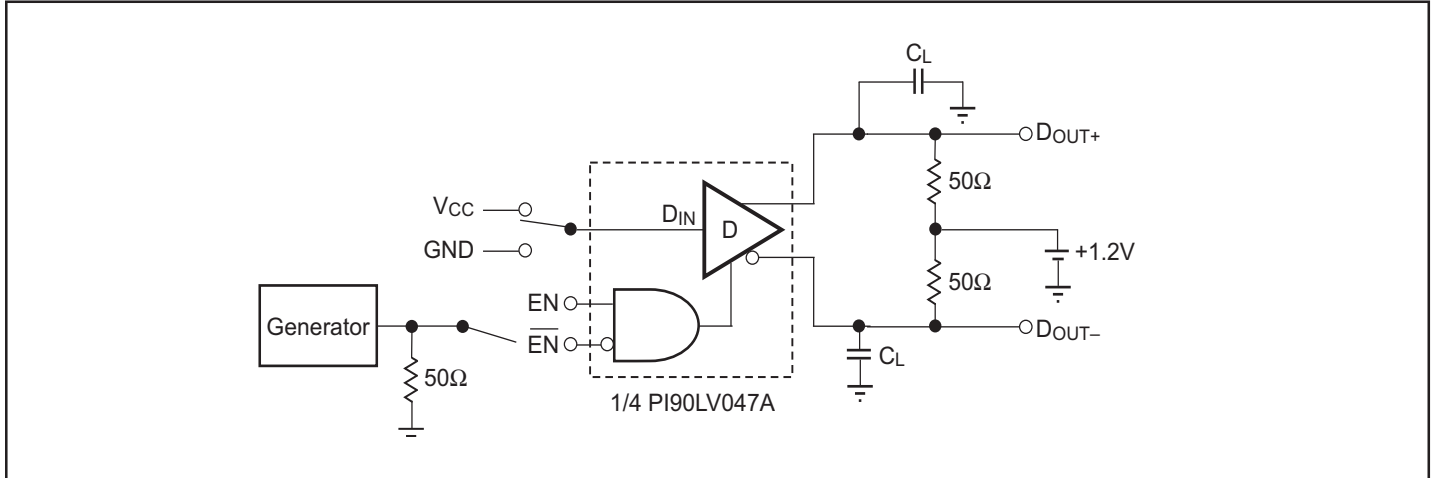 CL
DOUT+
50Ω
VCC
DIN
D
GND
+1.2V
50Ω
EN
Generator
EN
DOUT–
CL
50Ω
1/4 PI90LV047A